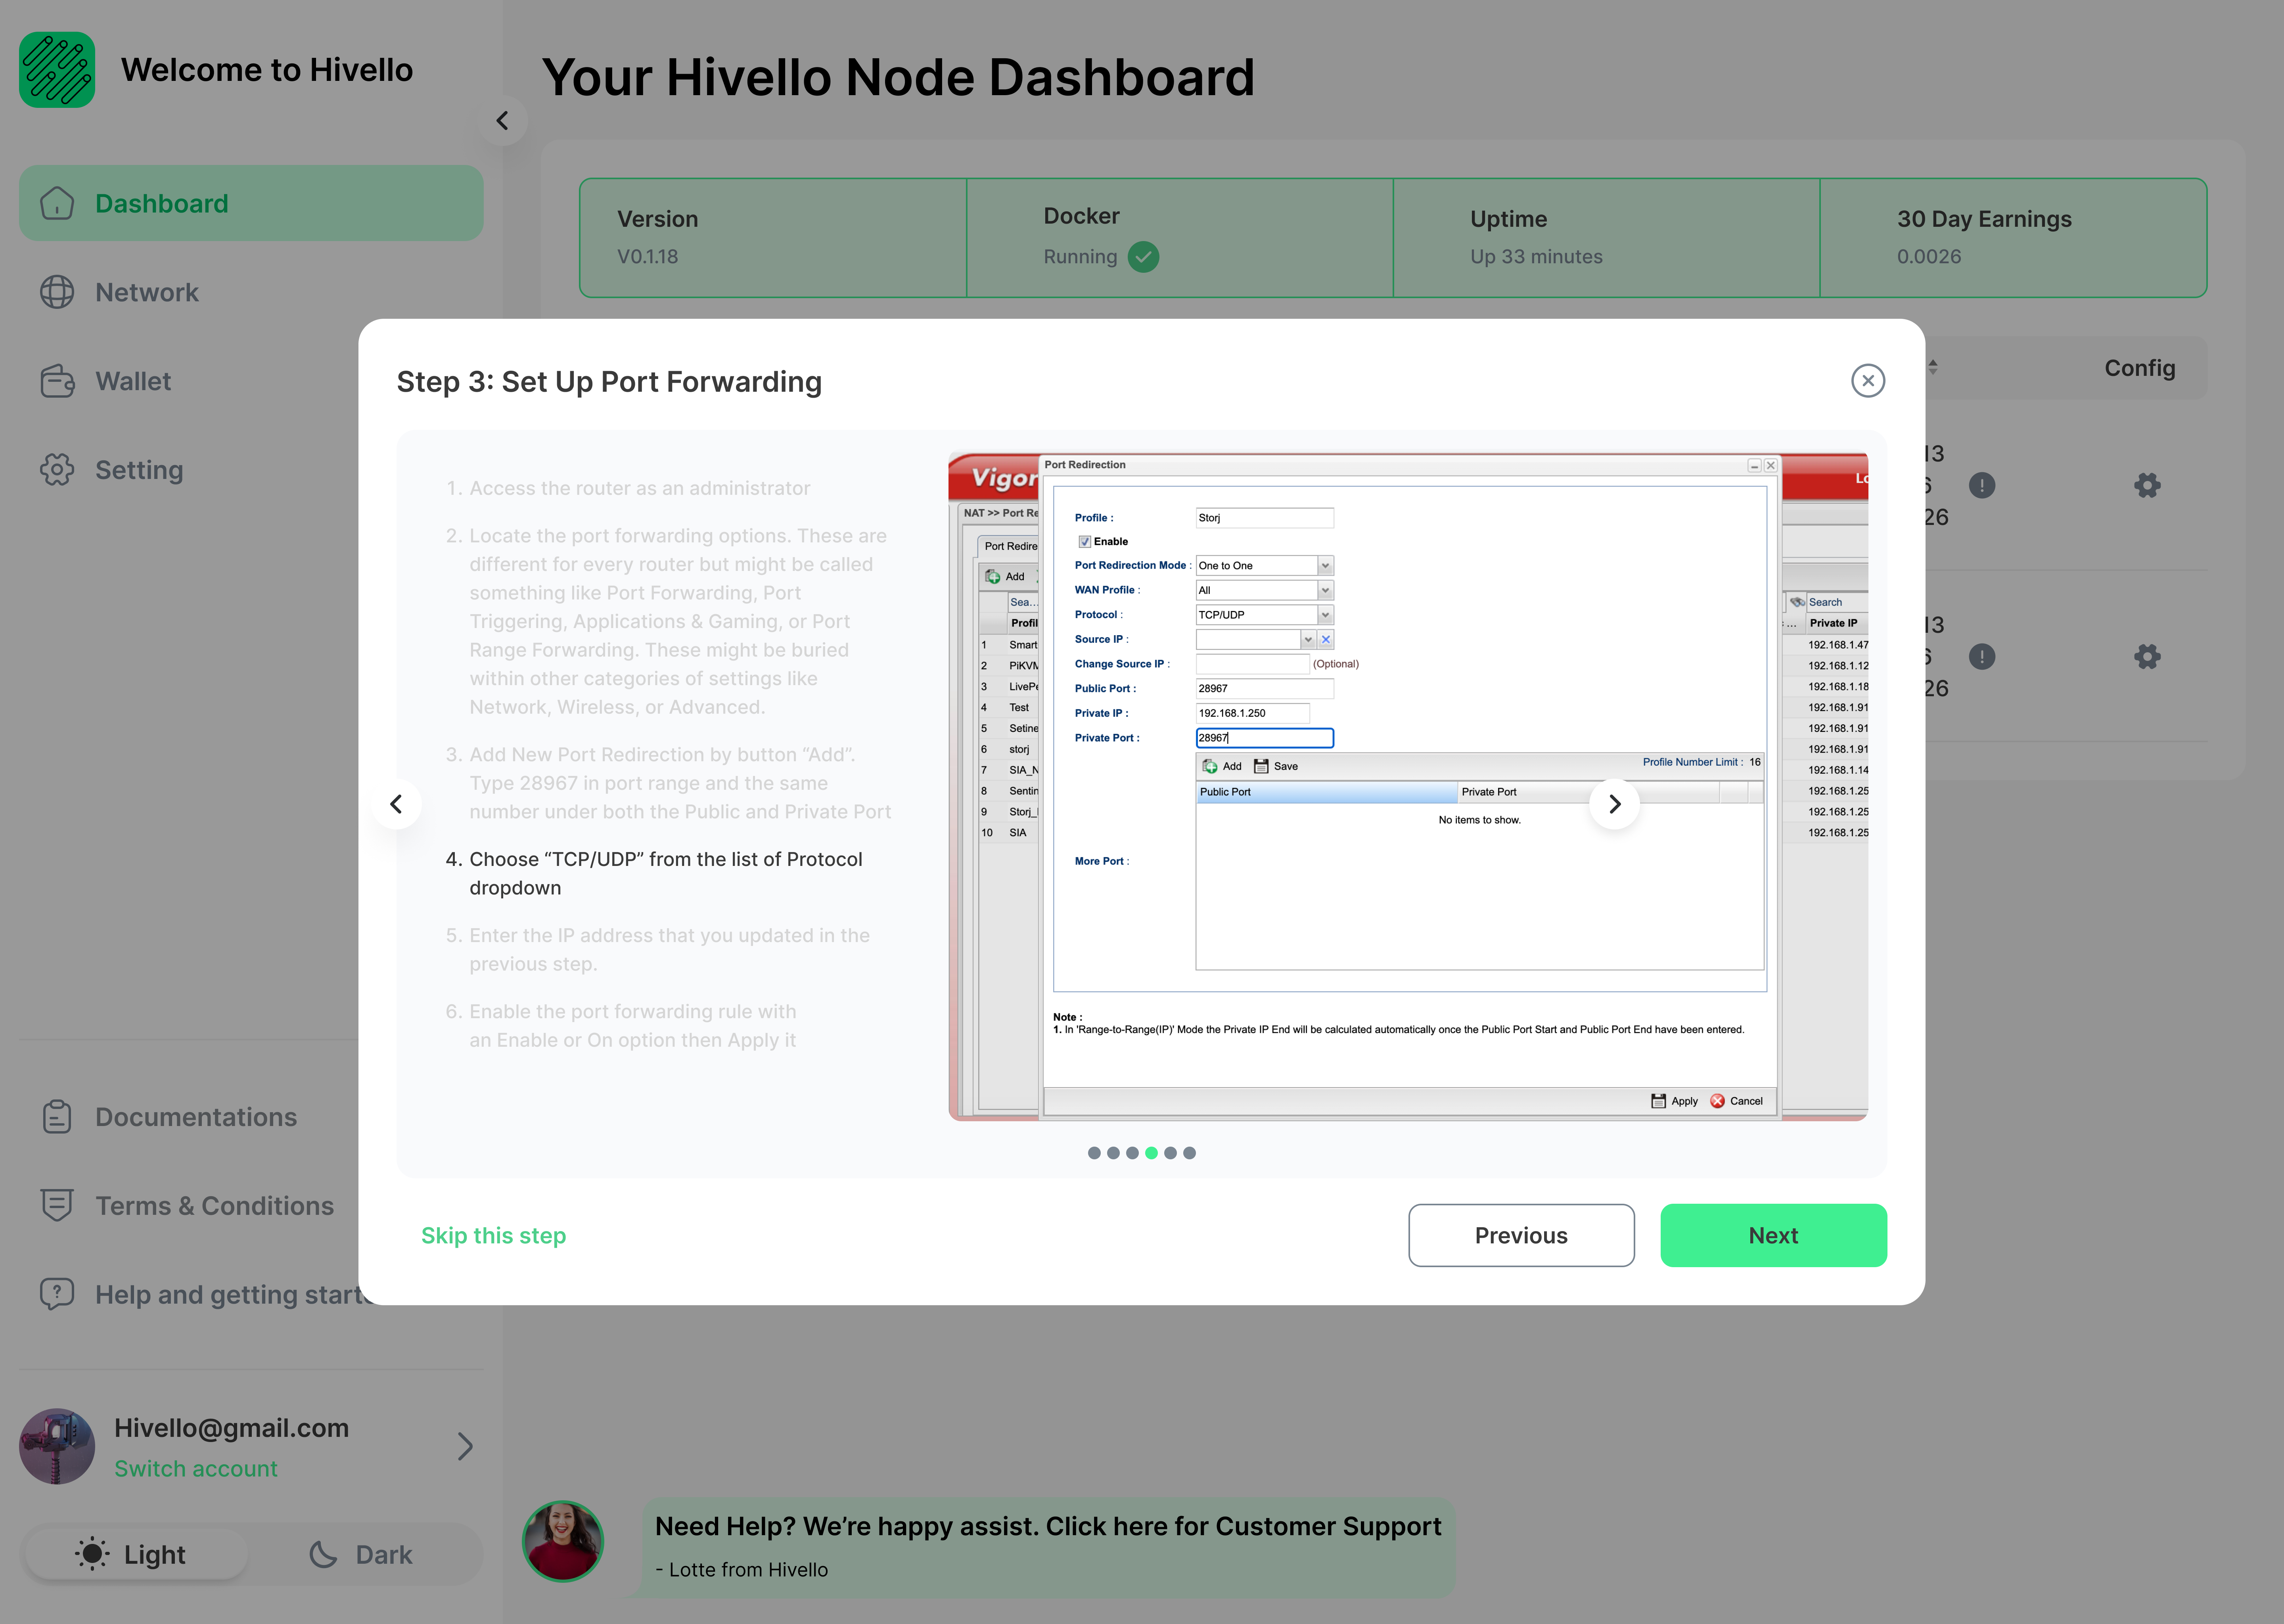 Welcome to Hivello
Dashboard
Network
Wallet
Setting
Documentations
Terms & Conditions
Help and getting
Hivello@gmail.com
Switch account
Light
Dark
Your Hivello Node Dashboard
Version
V0.1.18
Docker
Running
Uptime
Up 33 minutes
30 Day Earnings
0.0026
Config
13
26
13
26
Step 3: Set Up Port Forwarding
1. Access the router as an administrator
2. Locate the port forwarding options. These are
different for every router but might be called
something like Port Forwarding, Port
Triggering, Applications & Gaming, or Port
Range Forwarding. These might be buried
within other categories of settings like
Network, Wireless, or Advanced.
3. Add New Port Redirection by button “Add”.
Type 28967 in port range and the same
number under both the Public and Private Port
4. Choose “TCP/UDP” from the list of Protocol
dropdown
5. Enter the IP address that you updated in the
previous step.
6. Enable the port forwarding rule with
an Enable or On option then Apply it
Vigor
NAT >> Port Re
Port Redire
Add
Sea...
Profil
1 Smart
2 PiKVM
3 LivePe
4 Test
5 Setine
6 storj
7 SIA_N
8 Sentin
9 Storj_
10 SIA
Port Redirection
Profile : Storj
Enable
Port Redirection Mode : One to One
WAN Profile : All
Protocol : TCP/UDP
Source IP :
Change Source IP : (Optional)
Public Port : 28967
Private IP : 192.168.1.250
Private Port : 28967
Add Save Profile Number Limit : 16
Public Port Private Port
No items to show.
More Port :
Note :
1. In 'Range-to-Range(IP)' Mode the Private IP End will be calculated automatically once the Public Port Start and Public Port End have been entered.
Apply Cancel
Lo
Search
Private IP
192.168.1.47
192.168.1.12
192.168.1.18
192.168.1.91
192.168.1.91
192.168.1.91
192.168.1.14
192.168.1.25
192.168.1.25
192.168.1.25
Skip this step
Previous
Next
Need Help? We’re happy assist. Click here for Customer Support
- Lotte from Hivello